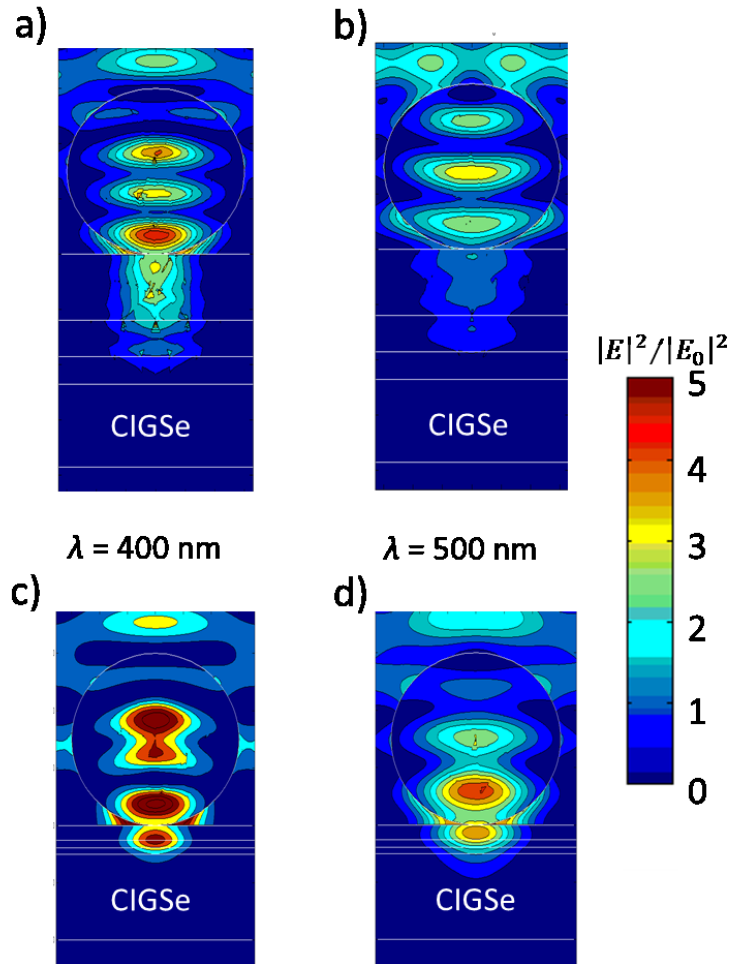 a)
b)
|E|²/|E₀|²
5
4
3
2
1
0
CIGSe
CIGSe
λ = 400 nm
λ = 500 nm
c)
d)
CIGSe
CIGSe